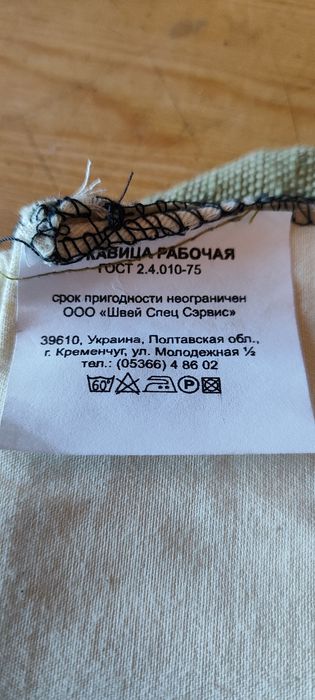 КАВИЦА РАБОЧАЯ
ГОСТ 2.4.010-75
срок пригодности неограничен
ООО «Швей Спец Сэрвис»
39610, Украина, Полтавская обл.,
г. Кременчуг, ул. Молодежная ½
тел.: (05366) 4 86 02
60° P